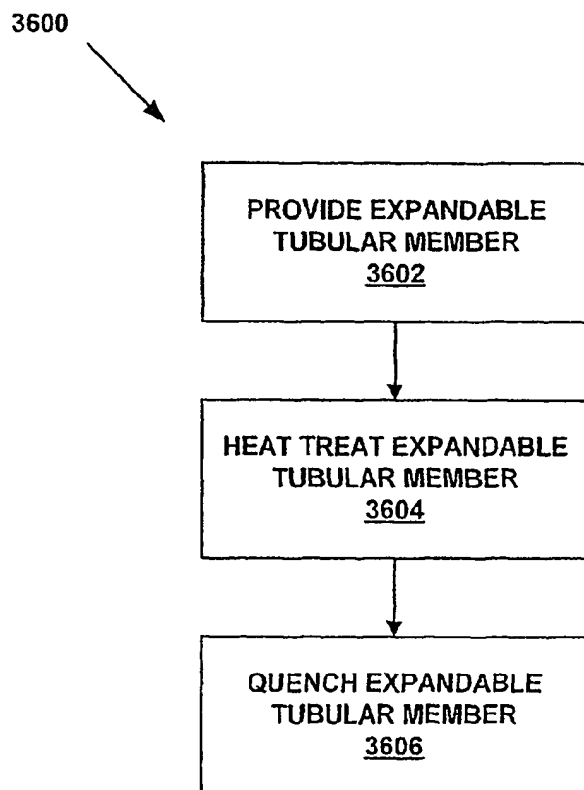 3600
PROVIDE EXPANDABLE
TUBULAR MEMBER
3602
HEAT TREAT EXPANDABLE
TUBULAR MEMBER
3604
QUENCH EXPANDABLE
TUBULAR MEMBER
3606